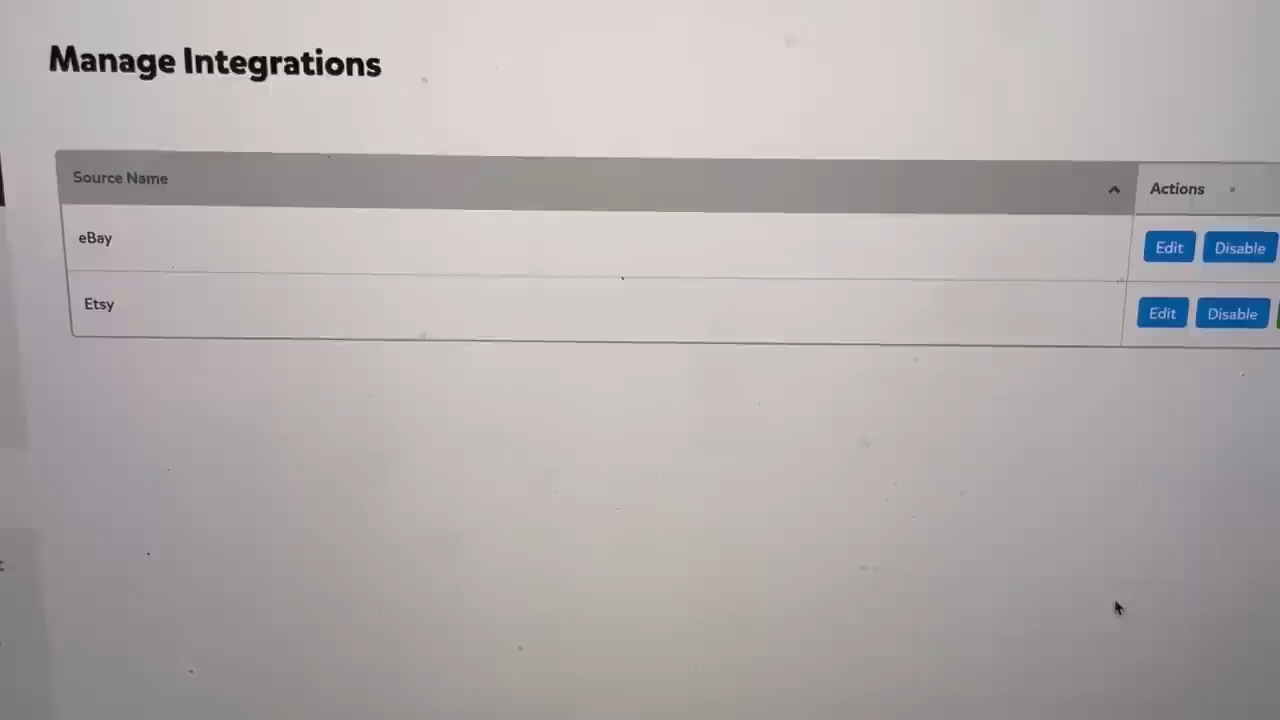 Manage Integrations
Source Name Actions
eBay Edit Disable
Etsy Edit Disable